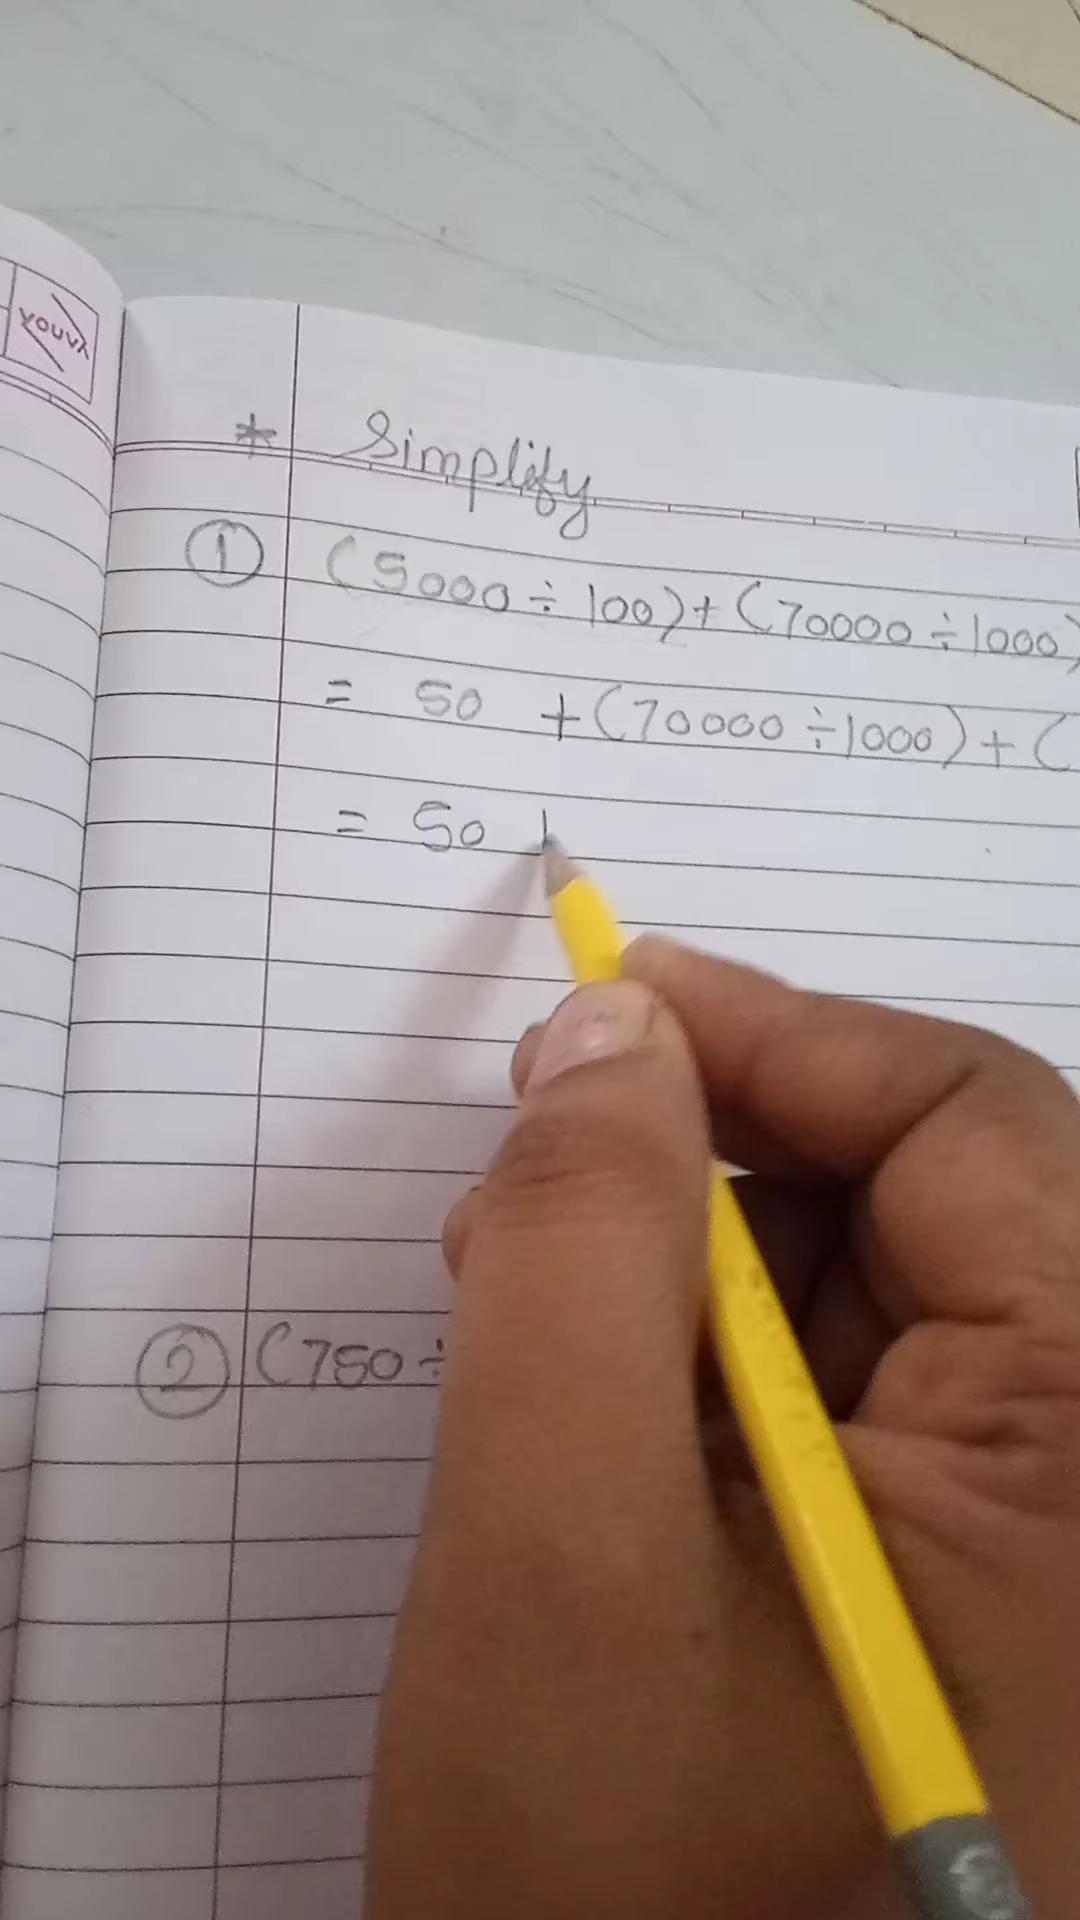 YOUVA
* Simplify
① (5000÷100)+(70000÷1000)
= 50 +(70000÷1000)+(
= 50
② (750÷